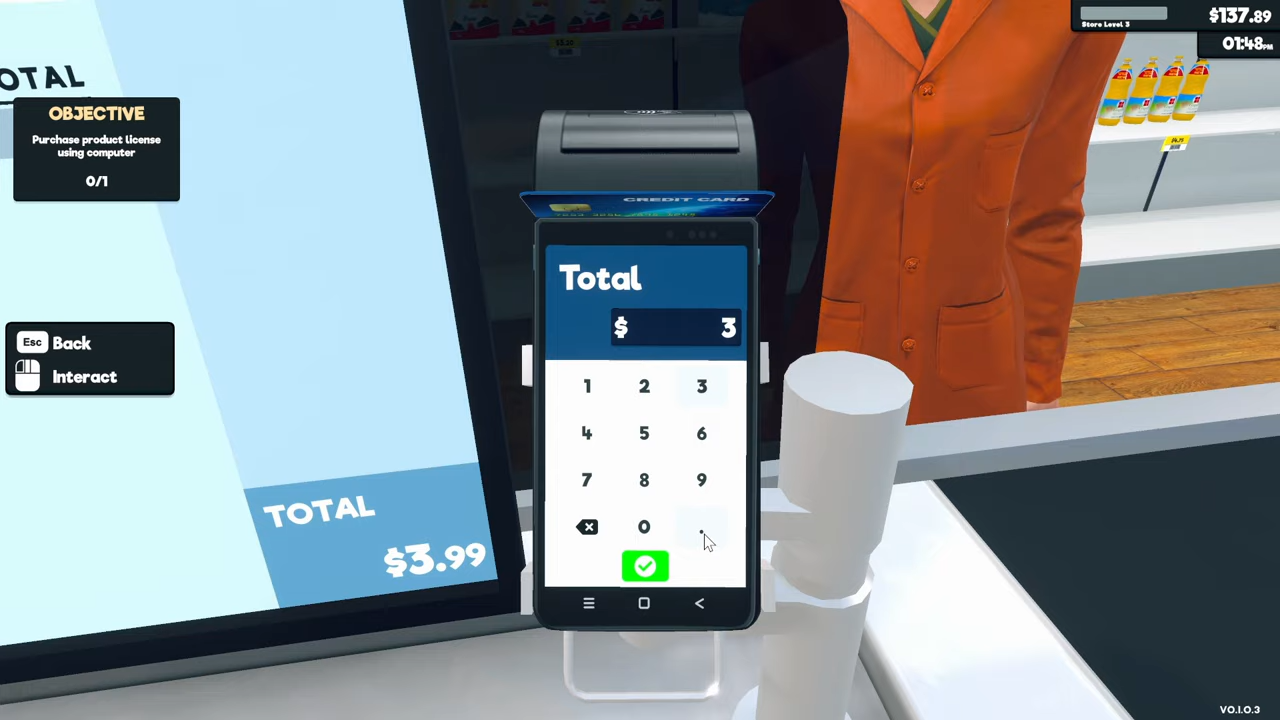 OTAL
OBJECTIVE
Purchase product license
using computer
0/1
Esc Back
Interact
TOTAL
$3.99
CREDIT CARD
Total
$ 3
1 2 3
4 5 6
7 8 9
0 .
Store Level 3
$137.89
01:48PM
V0.1.0.3